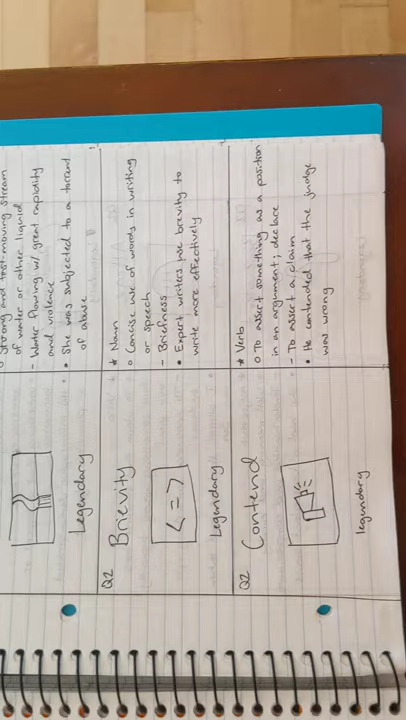 o Strong and fast-moving stream
of water or other liquid
- Water flowing w/ great rapidity
and violence
• She was subjected to a torrent
of abuse
Legendary
Q2
Brievity
* Noun
o Concise use of words in writing
or speech
- Briefness
• Expert writers use brevity to
write more effectively
< = >
Legendary
Q2
Contend
* Verb
o To assert something as a position
in an argument; declare
- To assert a claim
• He contended that the judge
was wrong
legendary